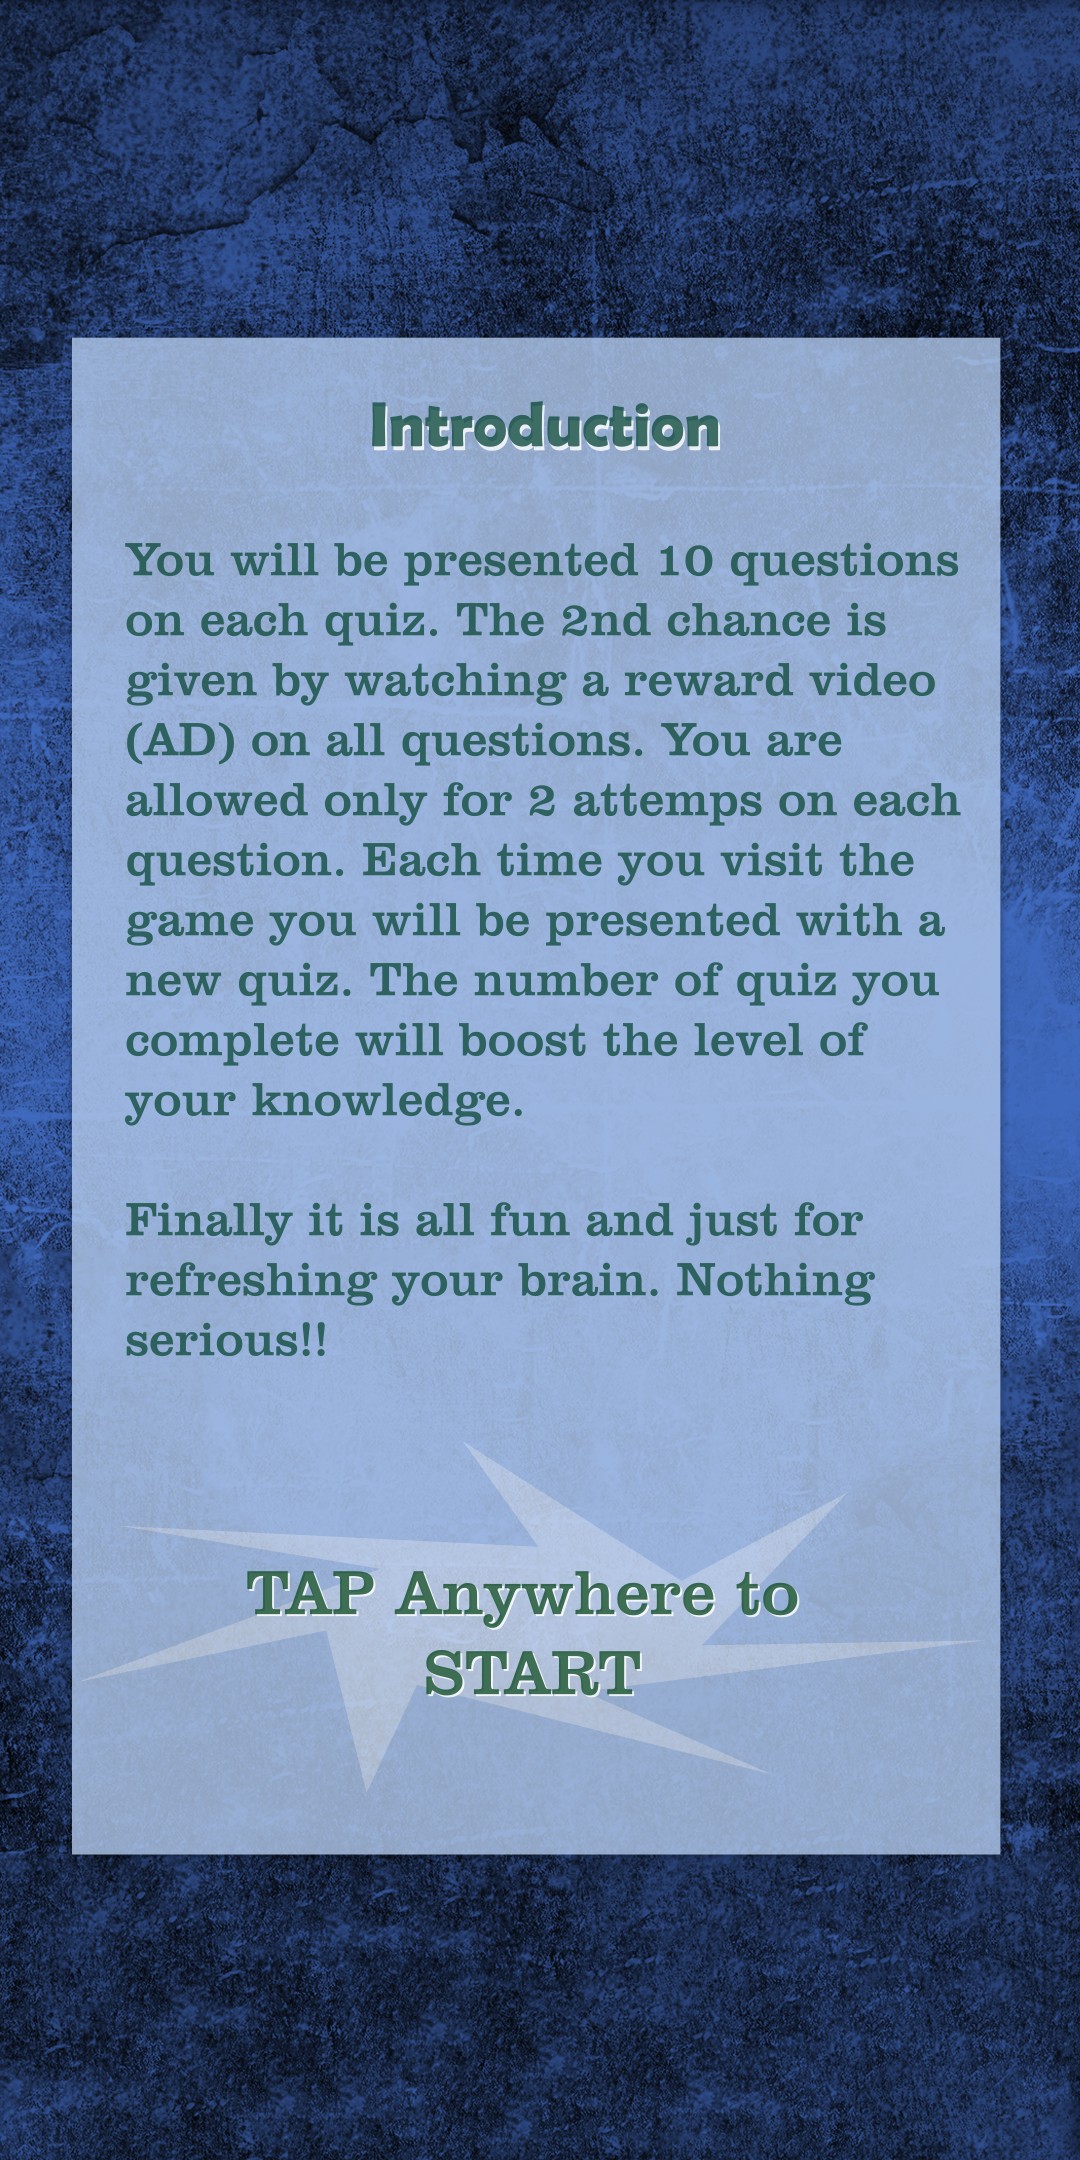 Introduction
You will be presented 10 questions
on each quiz. The 2nd chance is
given by watching a reward video
(AD) on all questions. You are
allowed only for 2 attemps on each
question. Each time you visit the
game you will be presented with a
new quiz. The number of quiz you
complete will boost the level of
your knowledge.
Finally it is all fun and just for
refreshing your brain. Nothing
serious!!
TAP Anywhere to
START